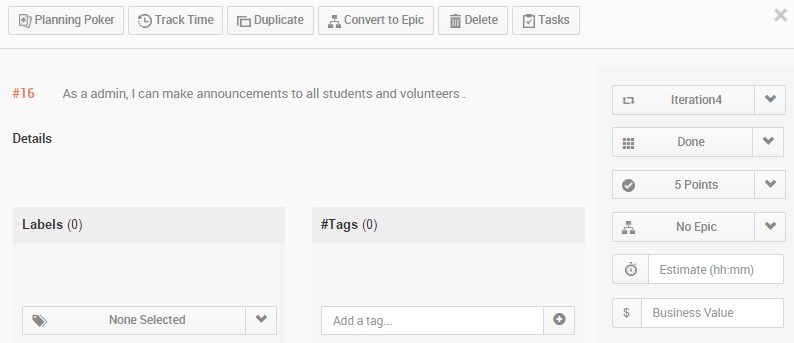 Planning Poker Track Time Duplicate Convert to Epic Delete Tasks
#16 As a admin, I can make announcements to all students and volunteers .
Details
Labels (0)
None Selected
#Tags (0)
Add a tag...
Iteration4
Done
5 Points
No Epic
Estimate (hh:mm)
$ Business Value